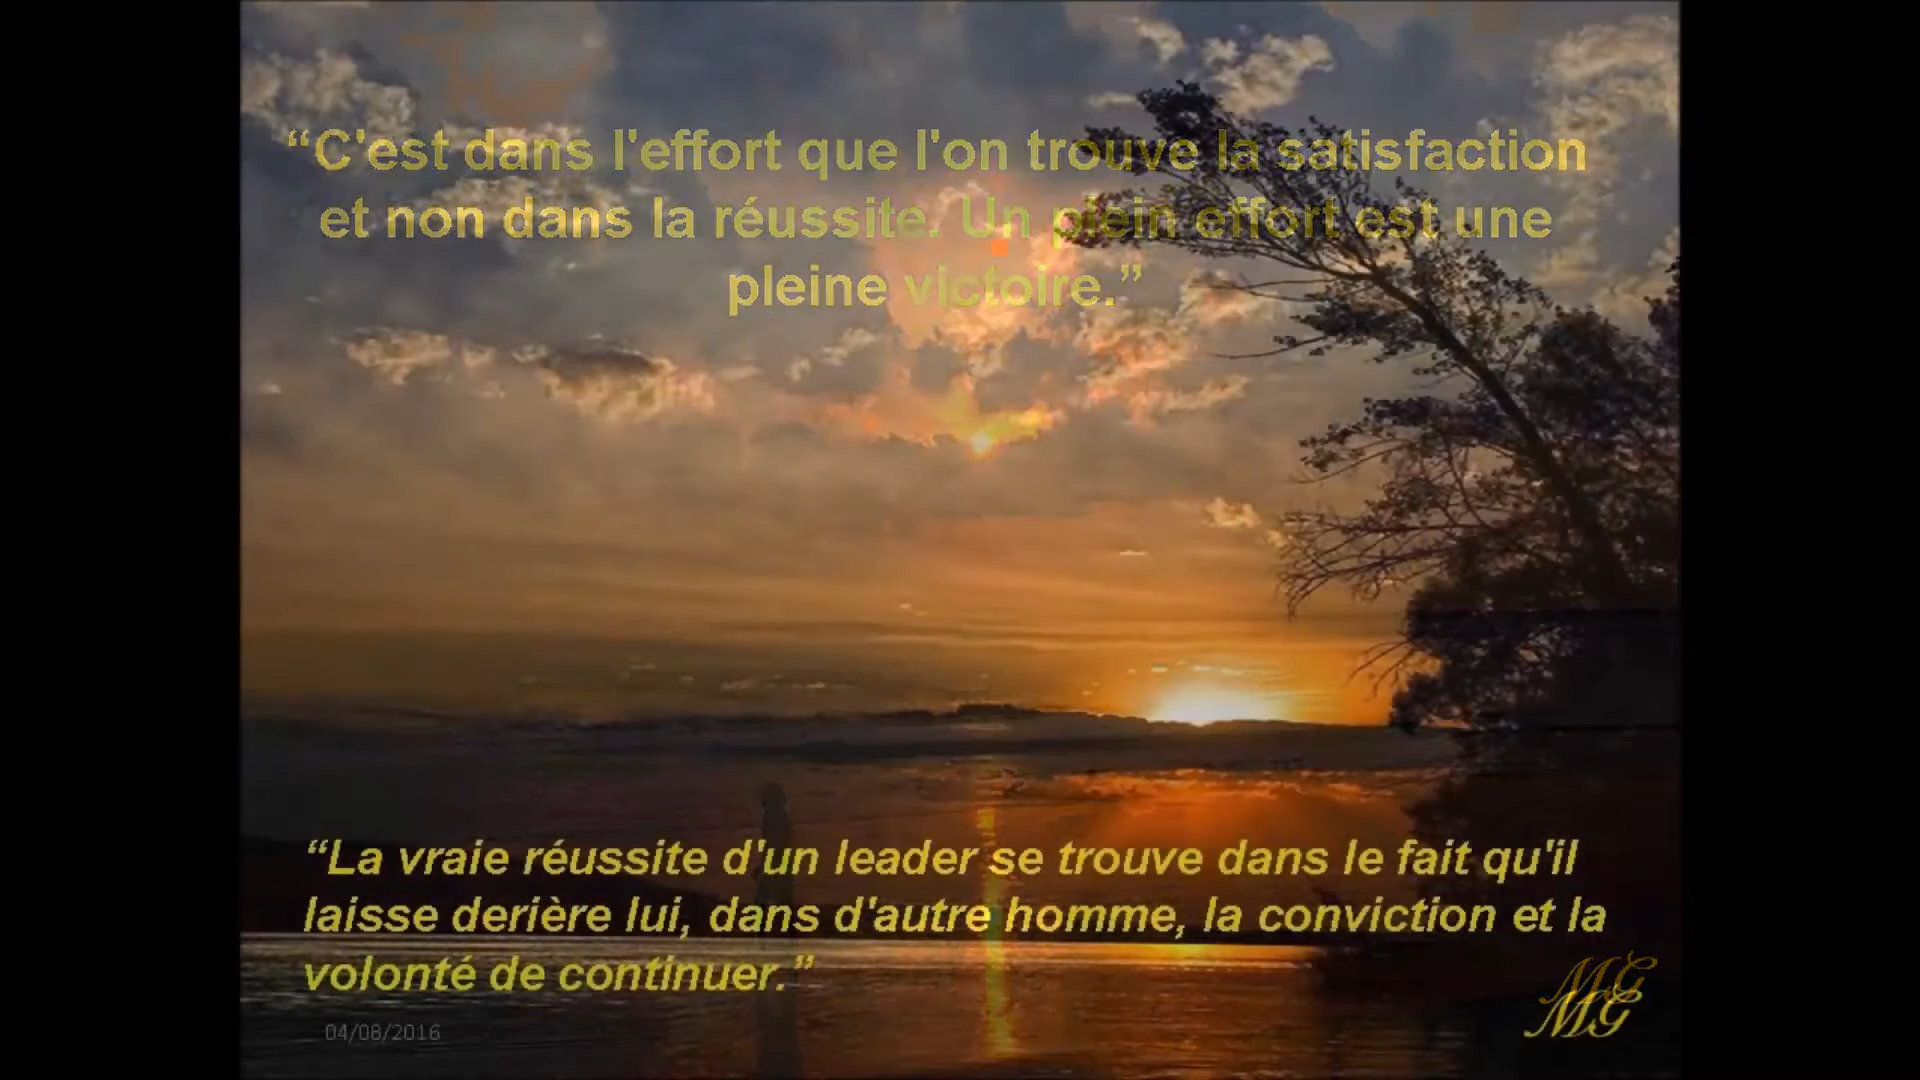 “C'est dans l'effort que l'on trouve la satisfaction
et non dans la réussite. Un plein effort est une
pleine victoire.”
“La vraie réussite d'un leader se trouve dans le fait qu'il
laisse derière lui, dans d'autre homme, la conviction et la
volonté de continuer.”
MG
MG
04/08/2016